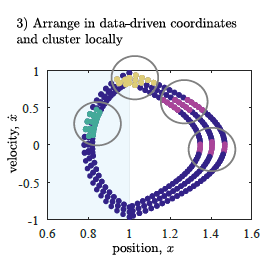 3) Arrange in data-driven coordinates
and cluster locally
1
0.5
0
-0.5
-1
velocity, ẋ
0.6 0.8 1 1.2 1.4 1.6
position, x